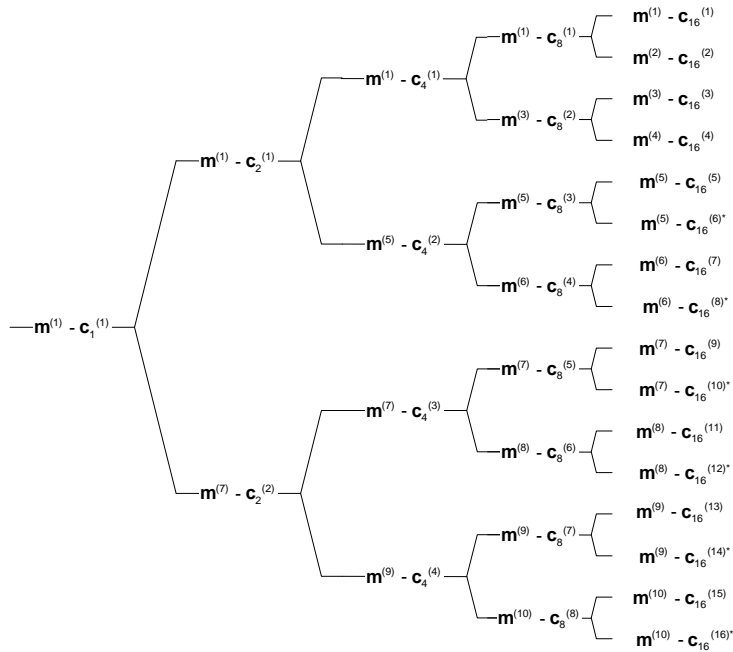 m⁽¹⁾ - c₁₆⁽¹⁾
m⁽¹⁾ - c₈⁽¹⁾
m⁽²⁾ - c₁₆⁽²⁾
m⁽¹⁾ - c₄⁽¹⁾
m⁽³⁾ - c₁₆⁽³⁾
m⁽³⁾ - c₈⁽²⁾
m⁽⁴⁾ - c₁₆⁽⁴⁾
m⁽¹⁾ - c₂⁽¹⁾
m⁽⁵⁾ - c₁₆⁽⁵⁾
m⁽⁵⁾ - c₈⁽³⁾
m⁽⁵⁾ - c₁₆⁽⁶⁾*
m⁽⁵⁾ - c₄⁽²⁾
m⁽⁶⁾ - c₁₆⁽⁷⁾
m⁽⁶⁾ - c₈⁽⁴⁾
m⁽⁶⁾ - c₁₆⁽⁸⁾*
m⁽¹⁾ - c₁⁽¹⁾
m⁽⁷⁾ - c₁₆⁽⁹⁾
m⁽⁷⁾ - c₈⁽⁵⁾
m⁽⁷⁾ - c₁₆⁽¹⁰⁾*
m⁽⁷⁾ - c₄⁽³⁾
m⁽⁸⁾ - c₁₆⁽¹¹⁾
m⁽⁸⁾ - c₈⁽⁶⁾
m⁽⁸⁾ - c₁₆⁽¹²⁾*
m⁽⁷⁾ - c₂⁽²⁾
m⁽⁹⁾ - c₁₆⁽¹³⁾
m⁽⁹⁾ - c₈⁽⁷⁾
m⁽⁹⁾ - c₁₆⁽¹⁴⁾*
m⁽⁹⁾ - c₄⁽⁴⁾
m⁽¹⁰⁾ - c₁₆⁽¹⁵⁾
m⁽¹⁰⁾ - c₈⁽⁸⁾
m⁽¹⁰⁾ - c₁₆⁽¹⁶⁾*